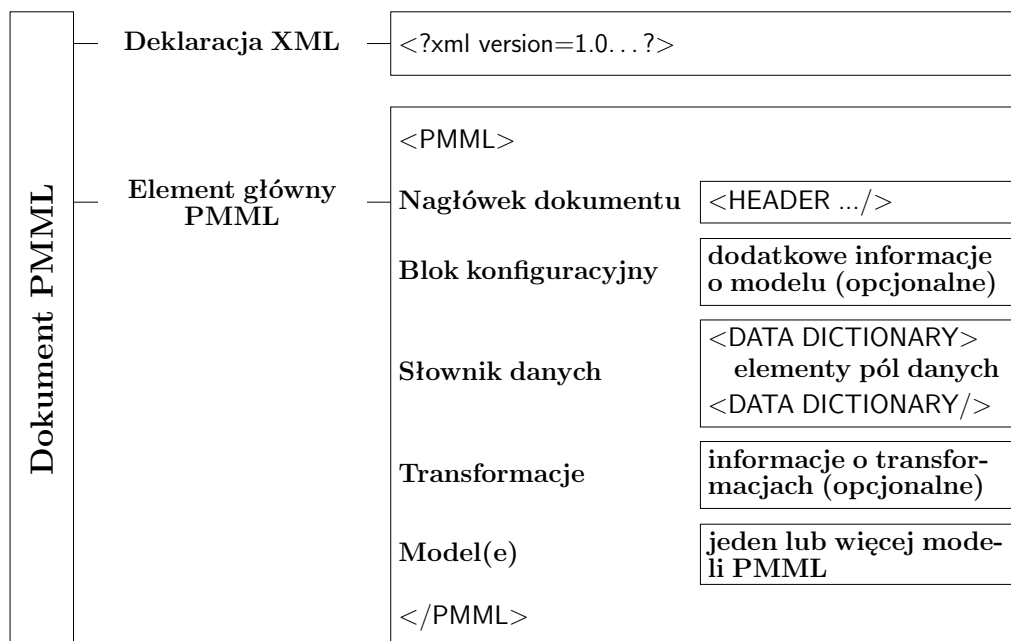 Dokument PMML
Deklaracja XML
<?xml version=1.0. . . ?>
Element główny
PMML
<PMML>
Nagłówek dokumentu
<HEADER .../>
Blok konfiguracyjny
dodatkowe informacje
o modelu (opcjonalne)
Słownik danych
<DATA DICTIONARY>
elementy pól danych
<DATA DICTIONARY/>
Transformacje
informacje o transfor-
macjach (opcjonalne)
Model(e)
jeden lub więcej mode-
li PMML
</PMML>